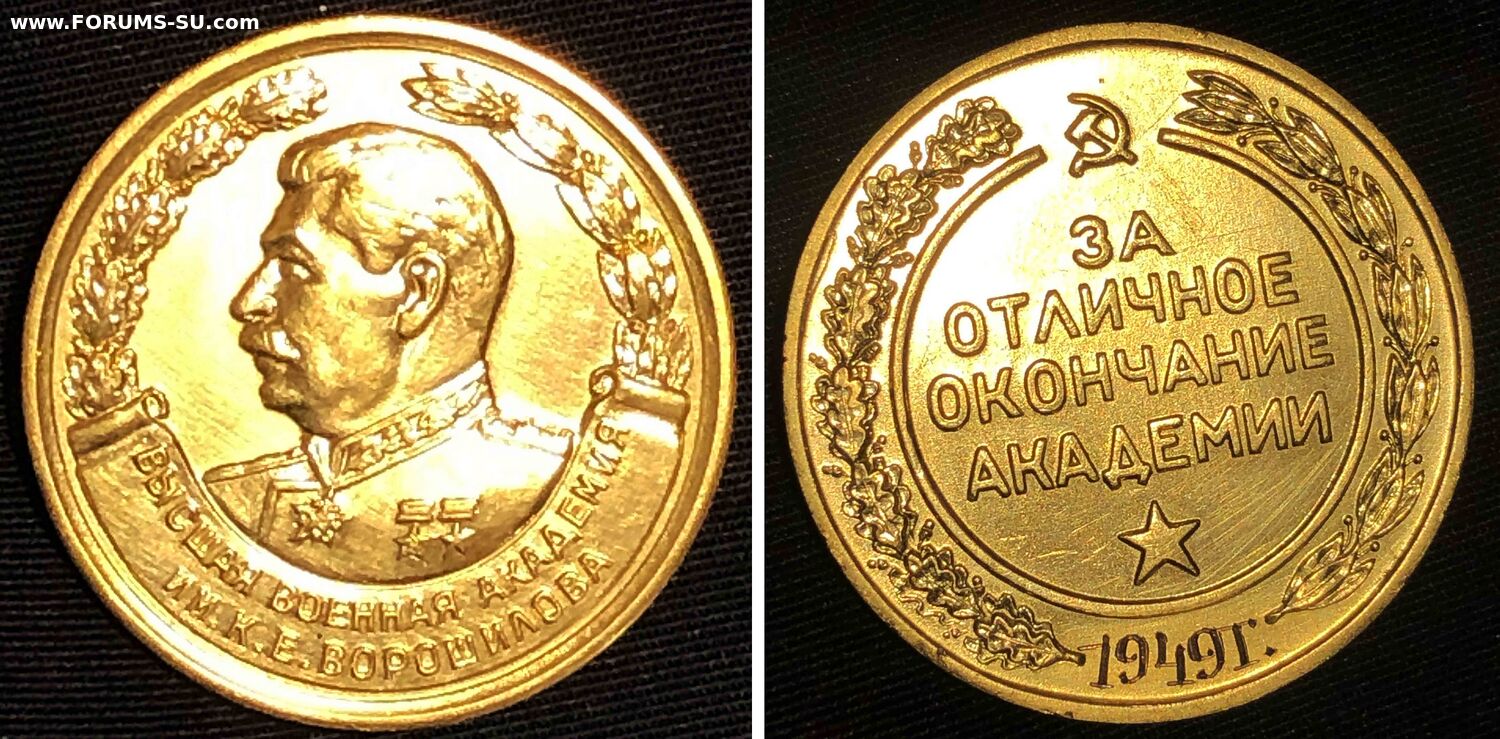 www.FORUMS-SU.com
ВЫСШАЯ ВОЕННАЯ АКАДЕМИЯ
ИМ. К. Е. ВОРОШИЛОВА
ЗА
ОТЛИЧНОЕ
ОКОНЧАНИЕ
АКАДЕМИИ
1949г.